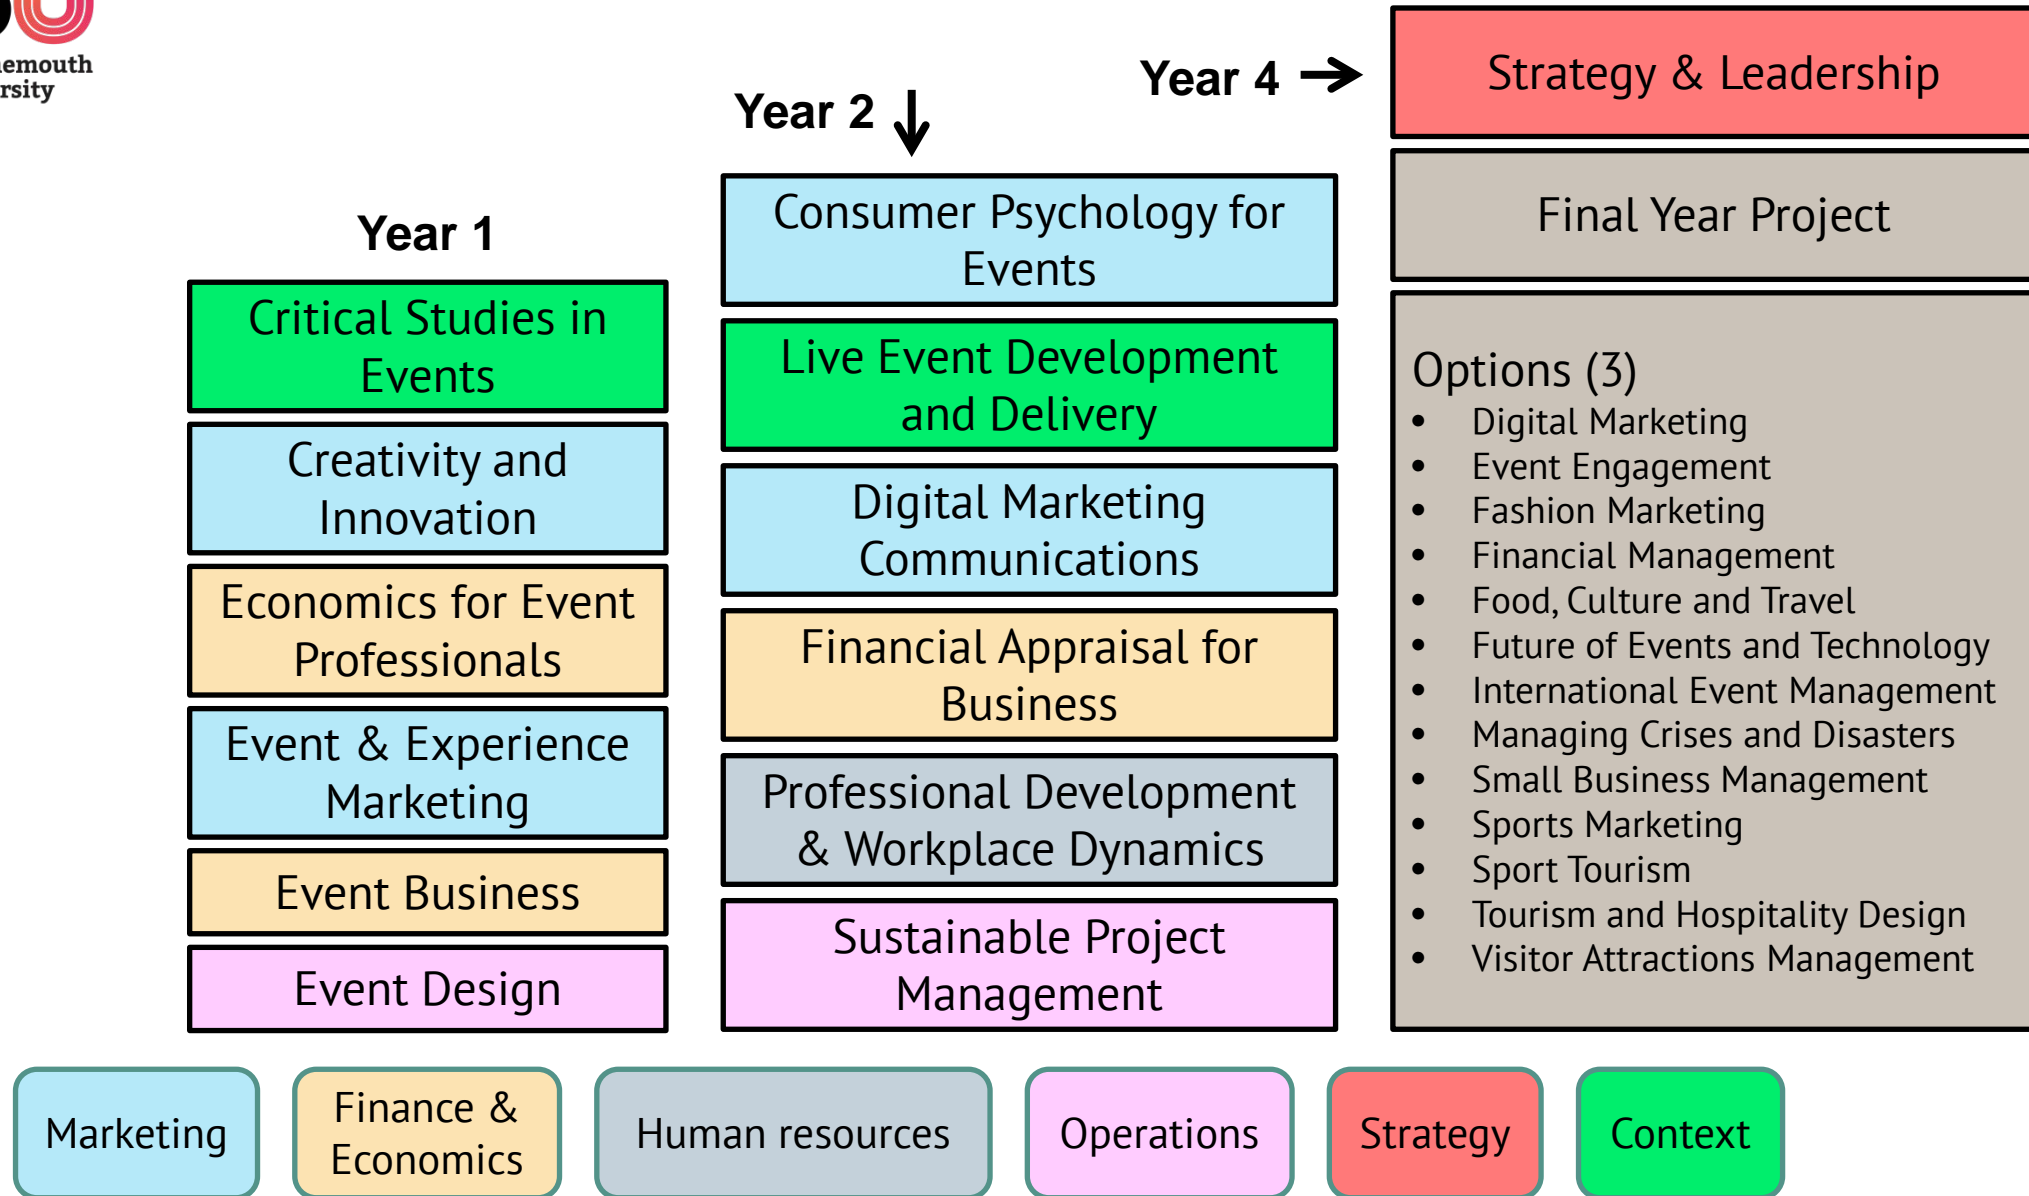 emouth
rsity
Year 1
Critical Studies in
Events
Creativity and
Innovation
Economics for Event
Professionals
Event & Experience
Marketing
Event Business
Event Design
Year 2
Consumer Psychology for
Events
Live Event Development
and Delivery
Digital Marketing
Communications
Financial Appraisal for
Business
Professional Development
& Workplace Dynamics
Sustainable Project
Management
Year 4
Strategy & Leadership
Final Year Project
Options (3)
• Digital Marketing
• Event Engagement
• Fashion Marketing
• Financial Management
• Food, Culture and Travel
• Future of Events and Technology
• International Event Management
• Managing Crises and Disasters
• Small Business Management
• Sports Marketing
• Sport Tourism
• Tourism and Hospitality Design
• Visitor Attractions Management
Marketing
Finance &
Economics
Human resources
Operations
Strategy
Context